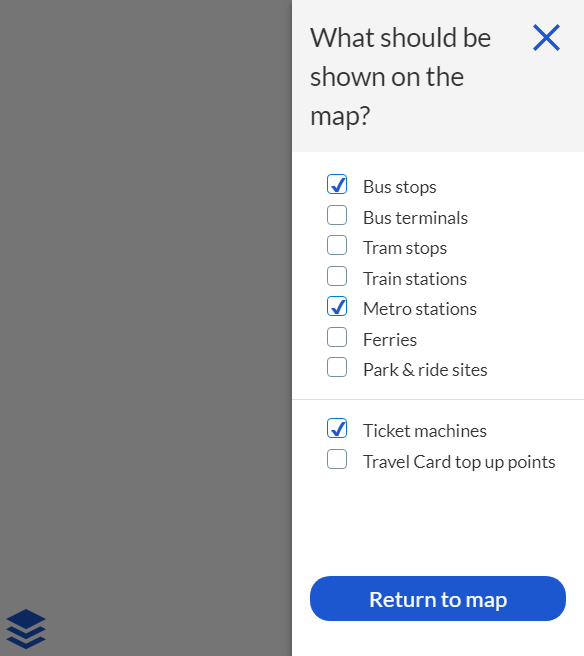 What should be
shown on the
map?
Bus stops
Bus terminals
Tram stops
Train stations
Metro stations
Ferries
Park & ride sites
Ticket machines
Travel Card top up points
Return to map